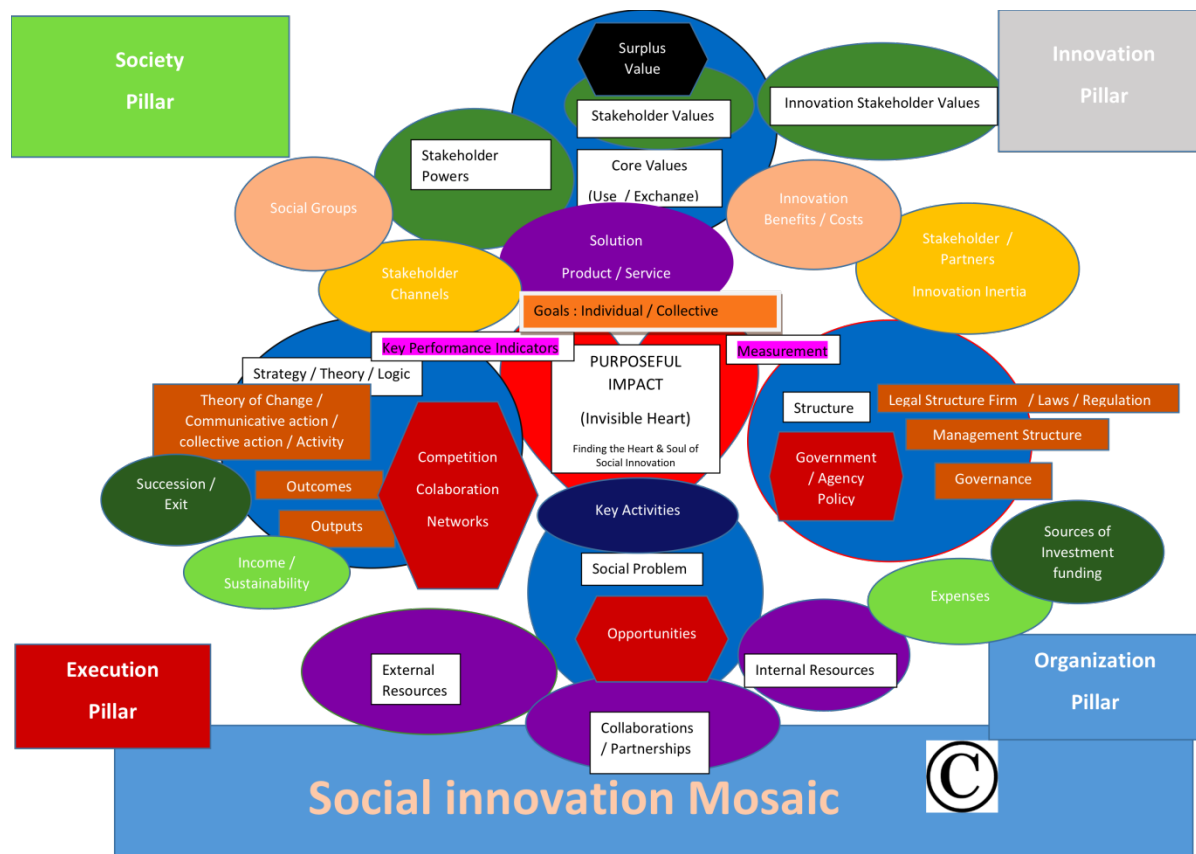 Society
Pillar
Innovation
Pillar
Surplus
Value
Stakeholder Values
Innovation Stakeholder Values
Stakeholder
Powers
Core Values
(Use / Exchange)
Social Groups
Innovation
Benefits / Costs
Solution
Product / Service
Stakeholder
Channels
Stakeholder /
Partners
Innovation Inertia
Goals : Individual / Collective
Key Performance Indicators
Measurement
Strategy / Theory / Logic
Theory of Change /
Communicative action /
collective action / Activity
PURPOSEFUL
IMPACT
(Invisible Heart)
Finding the Heart & Soul of
Social Innovation
Structure
Legal Structure Firm / Laws / Regulation
Management Structure
Governance
Government
/ Agency
Policy
Competition
Colaboration
Networks
Succession /
Exit
Outcomes
Outputs
Income /
Sustainability
Key Activities
Social Problem
Opportunities
Sources of
Investment
funding
Expenses
External
Resources
Internal Resources
Collaborations
/ Partnerships
Execution
Pillar
Organization
Pillar
Social innovation Mosaic
©